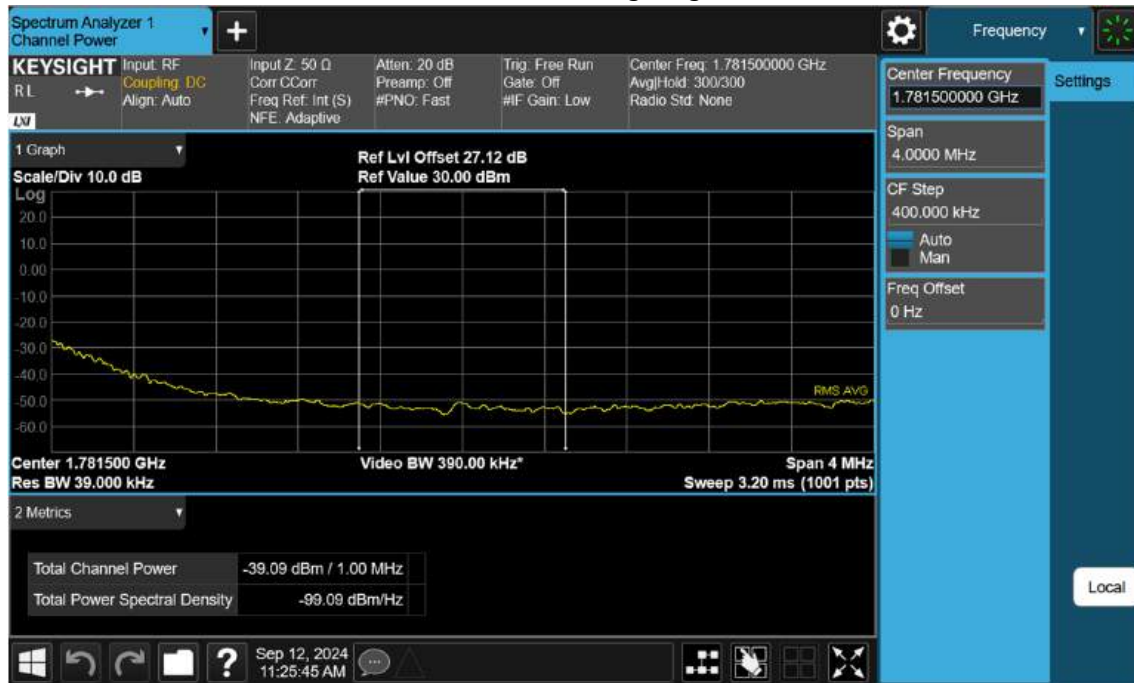 Spectrum Analyzer 1
Channel Power
+
Frequency
KEYSIGHT
RL
LXI
Input: RF
Coupling: DC
Align: Auto
Input Z: 50 Ω
Corr CCorr
Freq Ref: Int (S)
NFE: Adaptive
Atten: 20 dB
Preamp: Off
#PNO: Fast
Trig: Free Run
Gate: Off
#IF Gain: Low
Center Freq: 1.781500000 GHz
Avg|Hold: 300/300
Radio Std: None
Center Frequency
1.781500000 GHz
Settings
Span
4.0000 MHz
CF Step
400.000 kHz
Auto
Man
Freq Offset
0 Hz
Local
1 Graph
Scale/Div 10.0 dB
Ref Lvl Offset 27.12 dB
Ref Value 30.00 dBm
Log
20.0
10.0
0.00
-10.0
-20.0
-30.0
-40.0
-50.0
-60.0
RMS AVG
Center 1.781500 GHz
Video BW 390.00 kHz*
Span 4 MHz
Res BW 39.000 kHz
Sweep 3.20 ms (1001 pts)
2 Metrics
Total Channel Power -39.09 dBm / 1.00 MHz
Total Power Spectral Density -99.09 dBm/Hz
?
Sep 12, 2024
11:25:45 AM